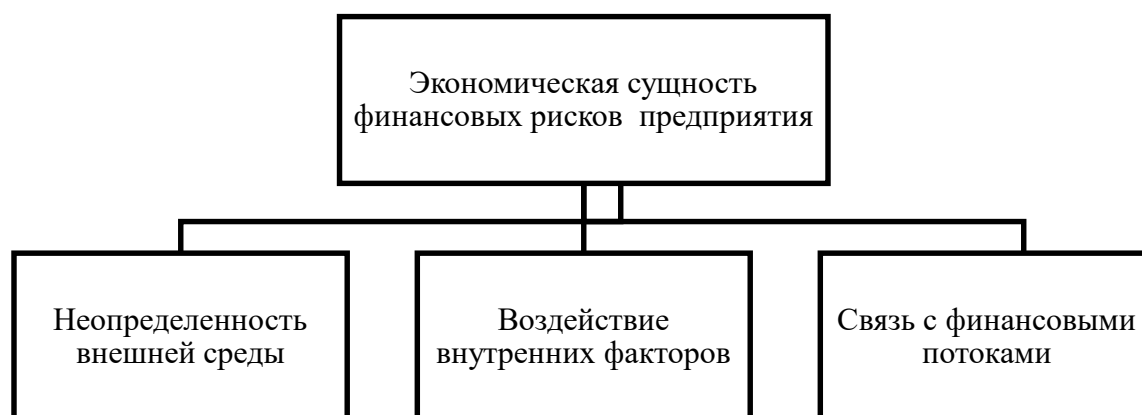 Экономическая сущность
финансовых рисков предприятия
Неопределенность
внешней среды
Воздействие
внутренних факторов
Связь с финансовыми
потоками